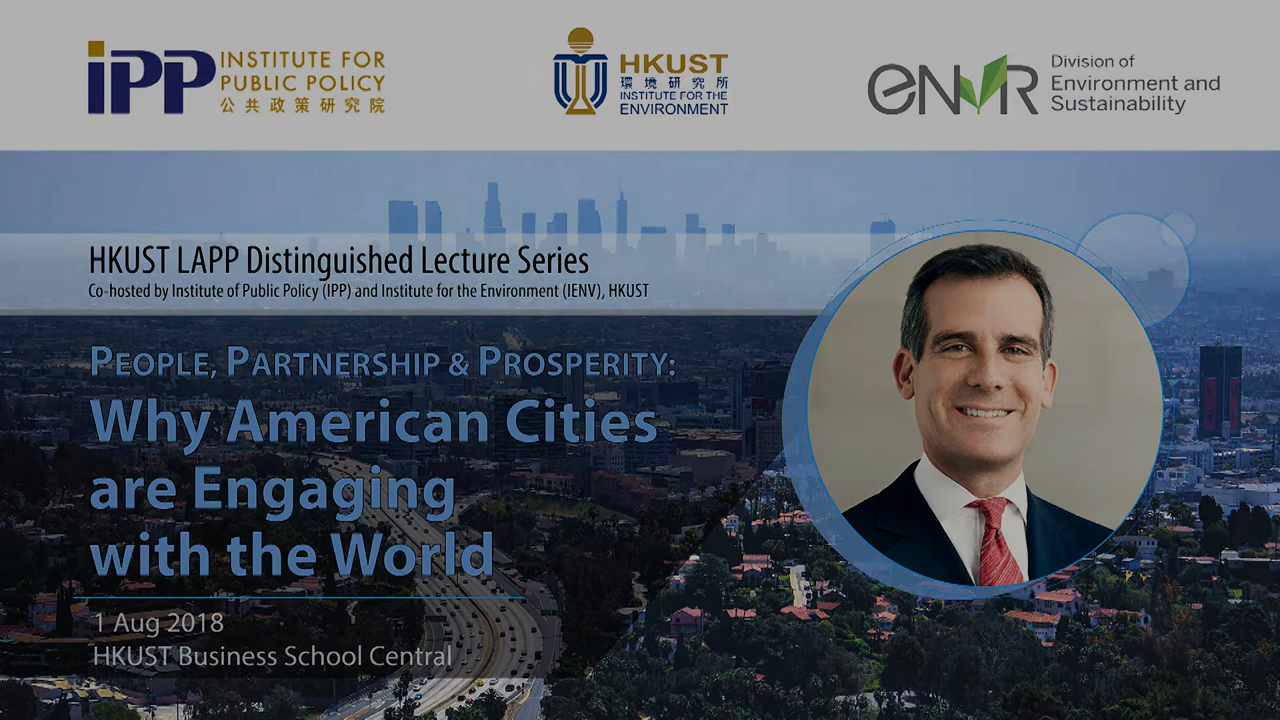 iPP INSTITUTE FOR
PUBLIC POLICY
公共政策研究院
HKUST
環境研究所
INSTITUTE FOR THE
ENVIRONMENT
eNVR Division of
Environment and
Sustainability
HKUST LAPP Distinguished Lecture Series
Co-hosted by Institute of Public Policy (IPP) and Institute for the Environment (IENV), HKUST
PEOPLE, PARTNERSHIP & PROSPERITY:
Why American Cities
are Engaging
with the World
1 Aug 2018
HKUST Business School Central